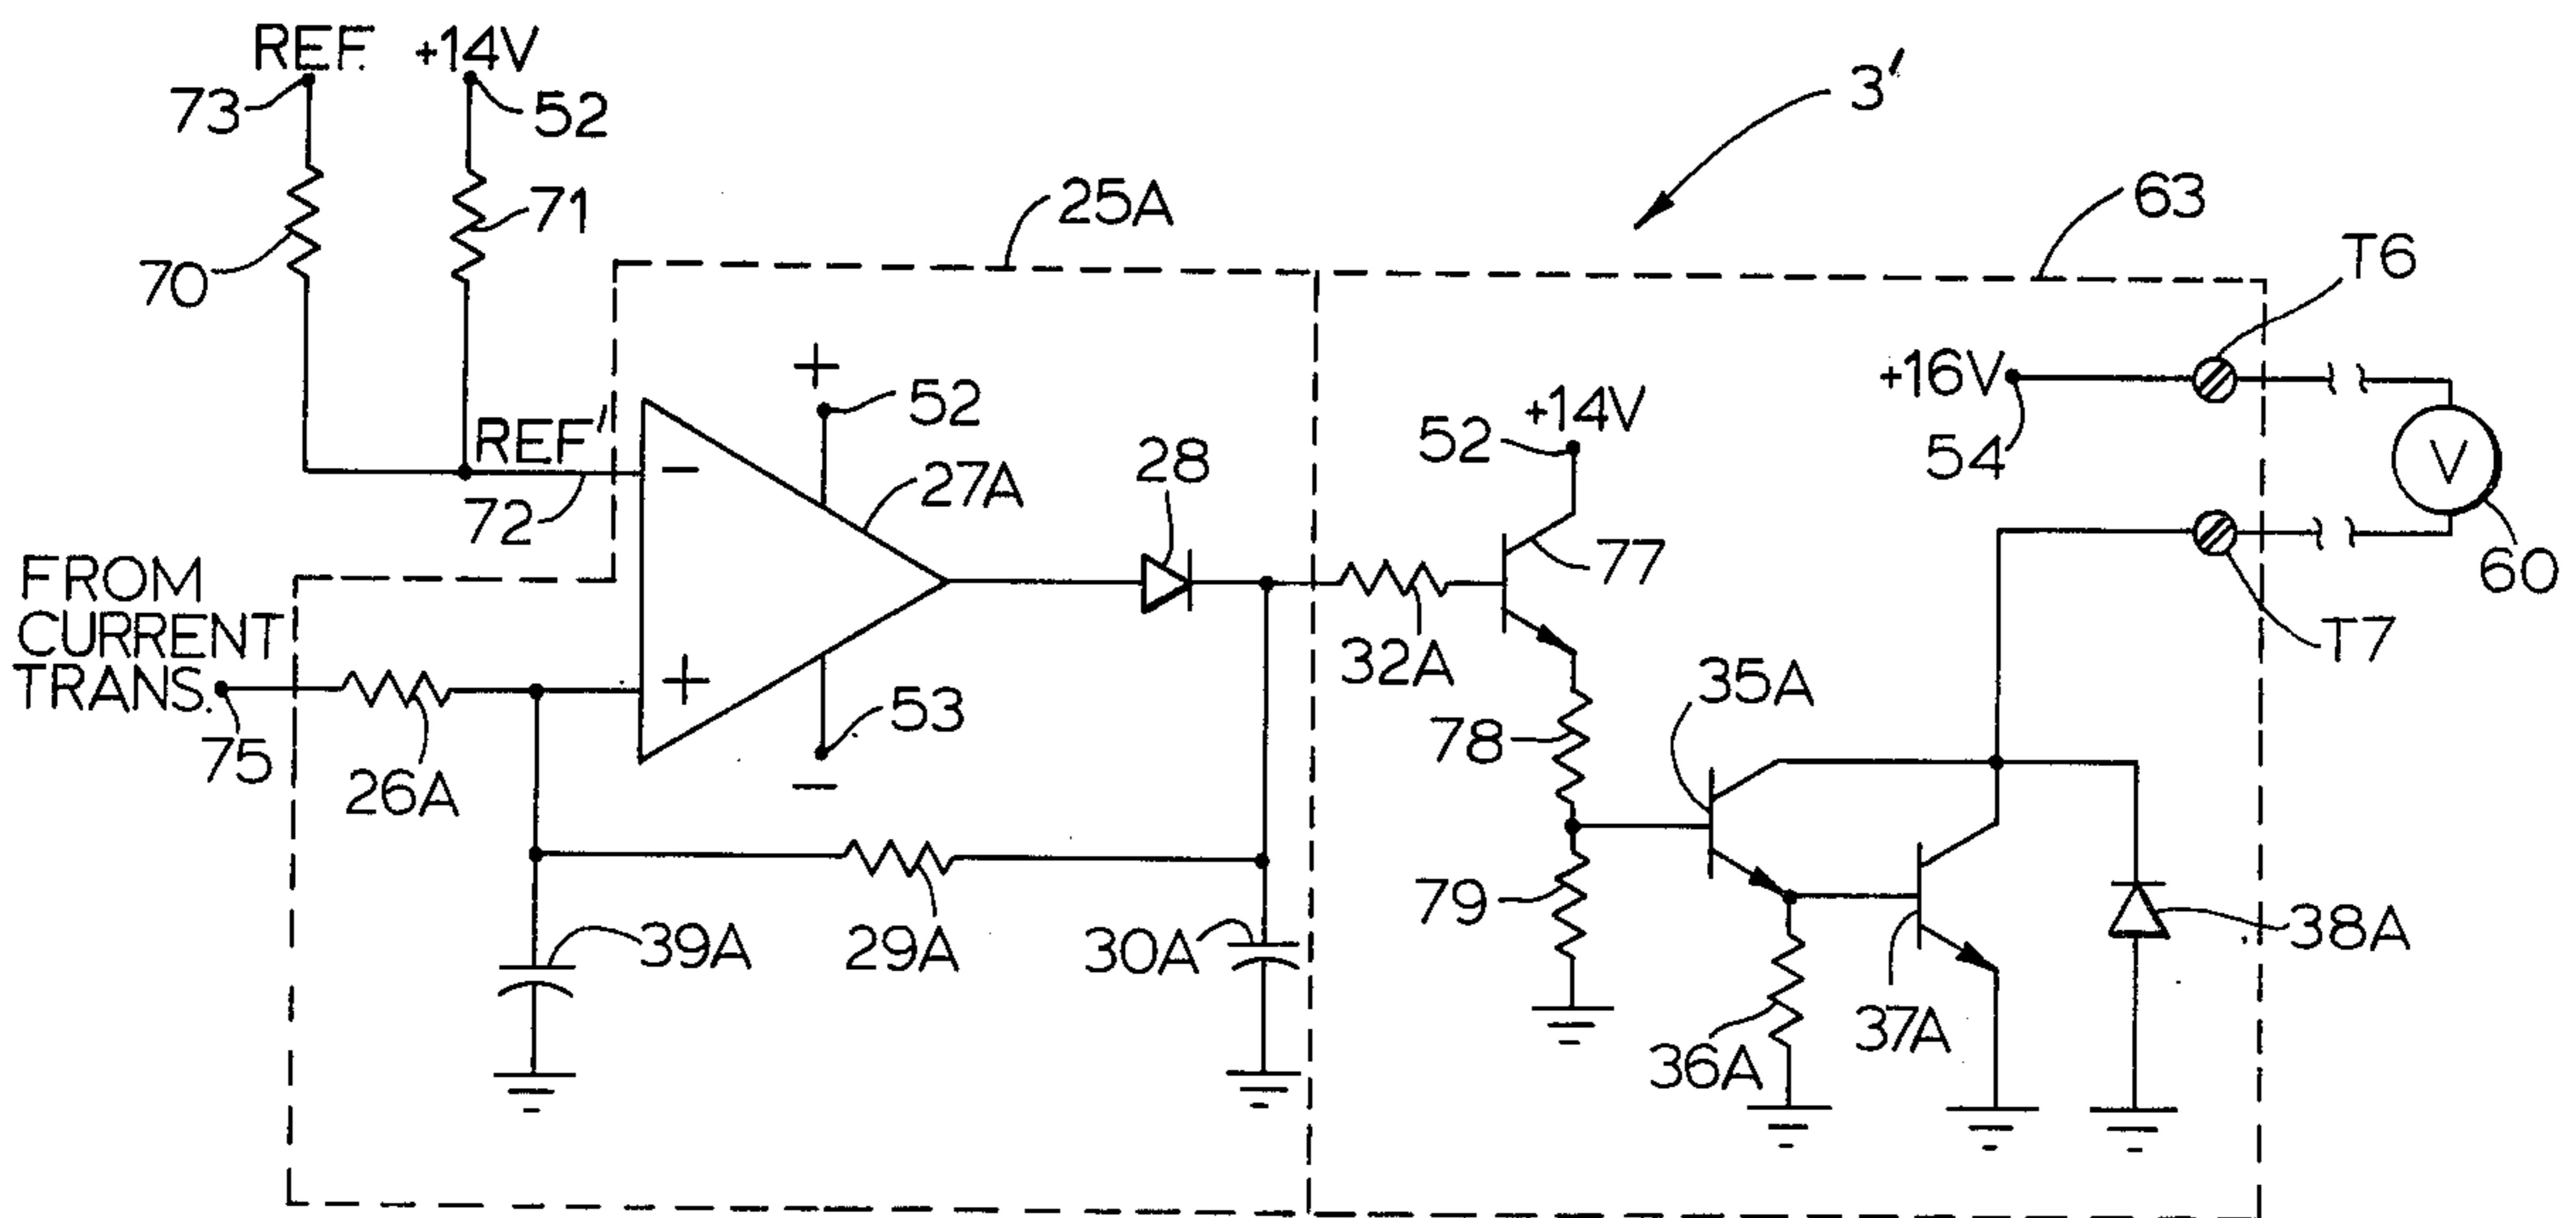 REF. +14V
73
52
3'
70
71
25A
63
T6
+
52
+16V
+14V
52
54
V
REF'
-
27A
28
72
77
60
FROM
CURRENT
TRANS.
75
26A
+
53
-
32A
T7
35A
78
79
39A
29A
30A
38A
36A
37A